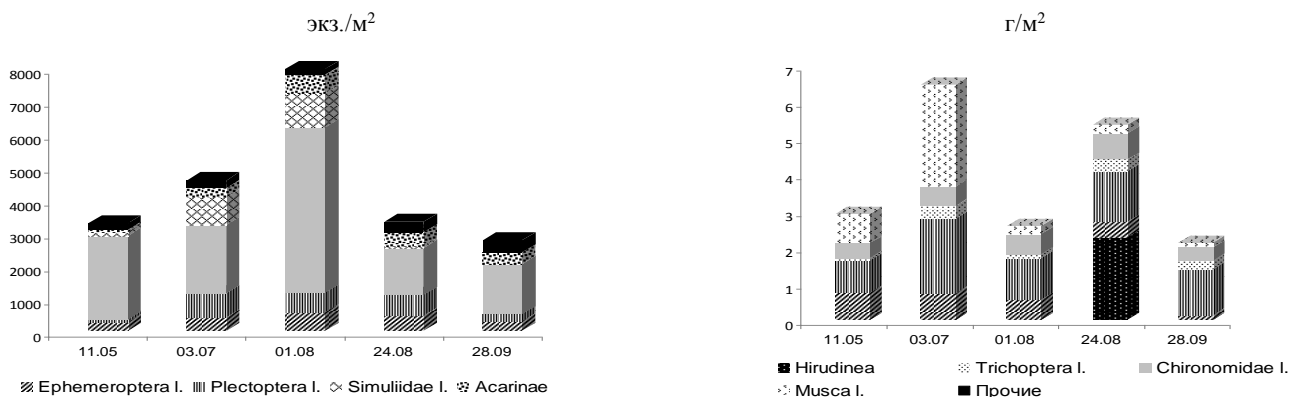 экз./м²
8000
7000
6000
5000
4000
3000
2000
1000
0
11.05 03.07 01.08 24.08 28.09
Ephemeroptera l. Plectoptera l. Simuliidae l. Acarinae
г/м²
7
6
5
4
3
2
1
0
11.05 03.07 01.08 24.08 28.09
Hirudinea Trichoptera l. Chironomidae l.
Musca l. Прочие